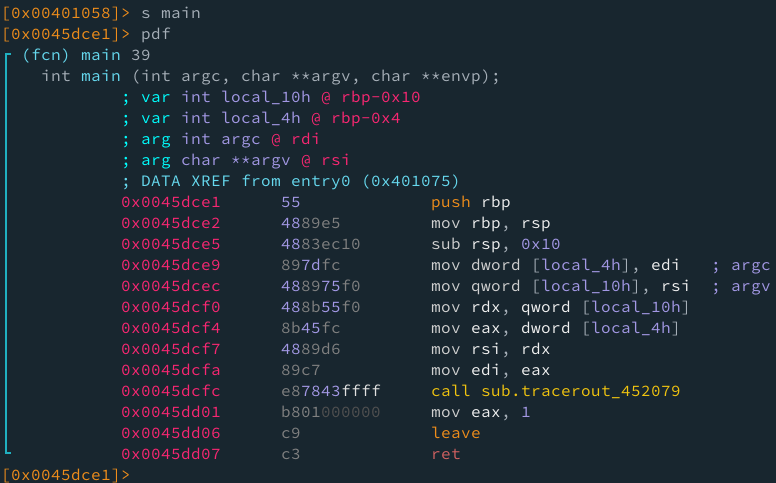 [0x00401058]> s main
[0x0045dce1]> pdf
(fcn) main 39
int main (int argc, char **argv, char **envp);
; var int local_10h @ rbp-0x10
; var int local_4h @ rbp-0x4
; arg int argc @ rdi
; arg char **argv @ rsi
; DATA XREF from entry0 (0x401075)
0x0045dce1 55 push rbp
0x0045dce2 4889e5 mov rbp, rsp
0x0045dce5 4883ec10 sub rsp, 0x10
0x0045dce9 897dfc mov dword [local_4h], edi ; argc
0x0045dcec 488975f0 mov qword [local_10h], rsi ; argv
0x0045dcf0 488b55f0 mov rdx, qword [local_10h]
0x0045dcf4 8b45fc mov eax, dword [local_4h]
0x0045dcf7 4889d6 mov rsi, rdx
0x0045dcfa 89c7 mov edi, eax
0x0045dcfc e87843ffff call sub.tracerout_452079
0x0045dd01 b801000000 mov eax, 1
0x0045dd06 c9 leave
0x0045dd07 c3 ret
[0x0045dce1]>